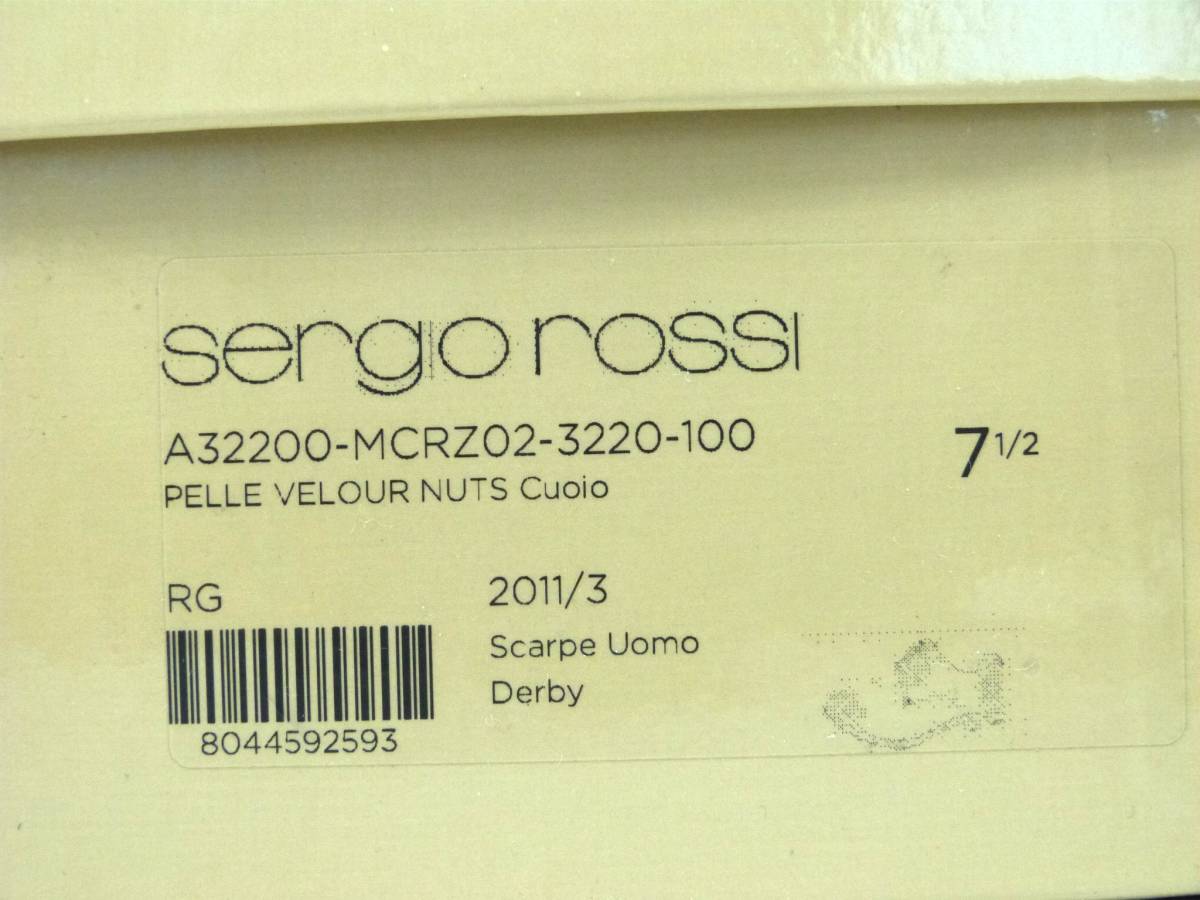 sergio rossi
A32200-MCRZ02-3220-100
7 1/2
PELLE VELOUR NUTS Cuoio
RG
2011/3
Scarpe Uomo
Derby
8044592593